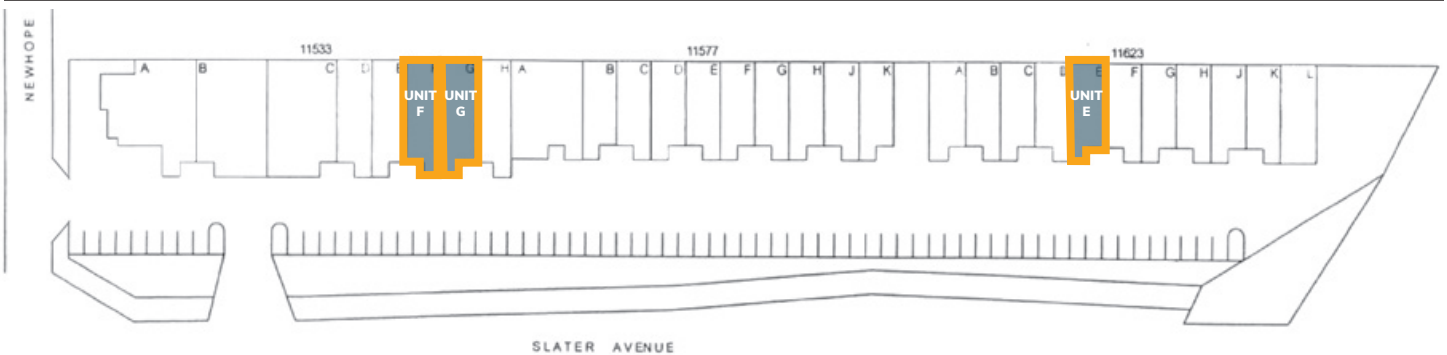 NEWHOPE
11533
11577
11623
A B C D E F G H A B C D E F G H J K A B C D E F G H J K L
UNIT
F
UNIT
G
UNIT
E
SLATER AVENUE